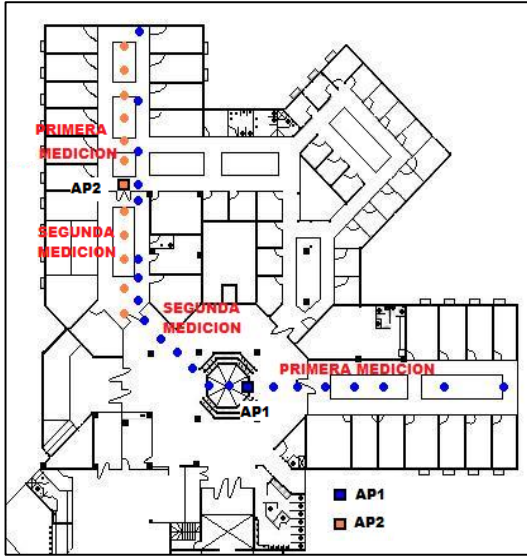 PRIMERA
MEDICION
AP2
SEGUNDA
MEDICION
SEGUNDA
MEDICION
PRIMERA MEDICION
AP1
AP1
AP2